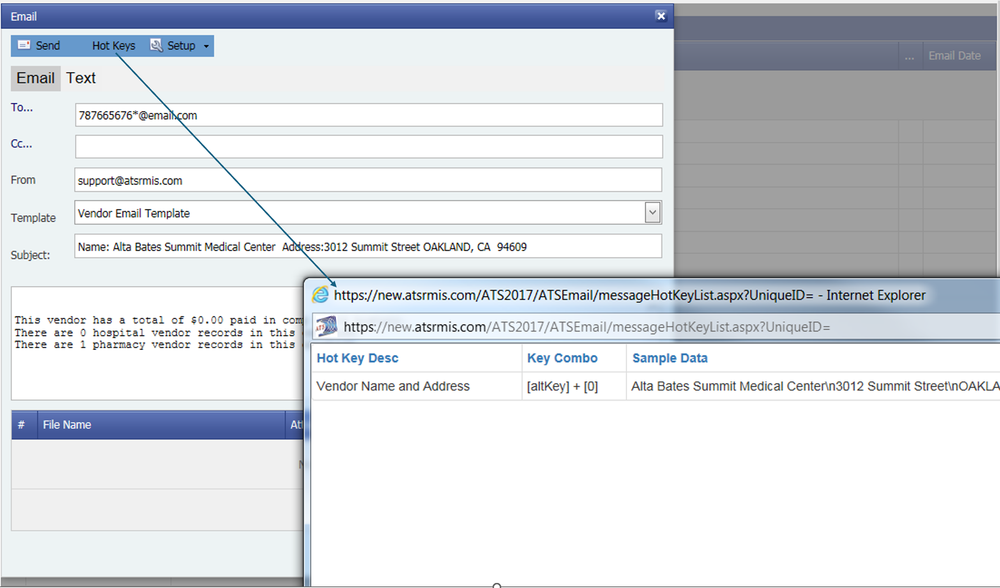 Email
Send Hot Keys Setup
... Email Date
Email Text
To... 787665676*@email.com
Cc...
From support@atsrmis.com
Template Vendor Email Template
Subject: Name: Alta Bates Summit Medical Center  Address:3012 Summit Street OAKLAND, CA  94609
https://new.atsrmis.com/ATS2017/ATSEmail/messageHotKeyList.aspx?UniqueID= - Internet Explorer
ATS https://new.atsrmis.com/ATS2017/ATSEmail/messageHotKeyList.aspx?UniqueID=
This vendor has a total of $0.00 paid in
There are 0 hospital vendor records in this
There are 1 pharmacy vendor records in this
Hot Key Desc Key Combo Sample Data
Vendor Name and Address [altKey] + [0] Alta Bates Summit Medical Center\n3012 Summit Street\nOAKLA
# File Name